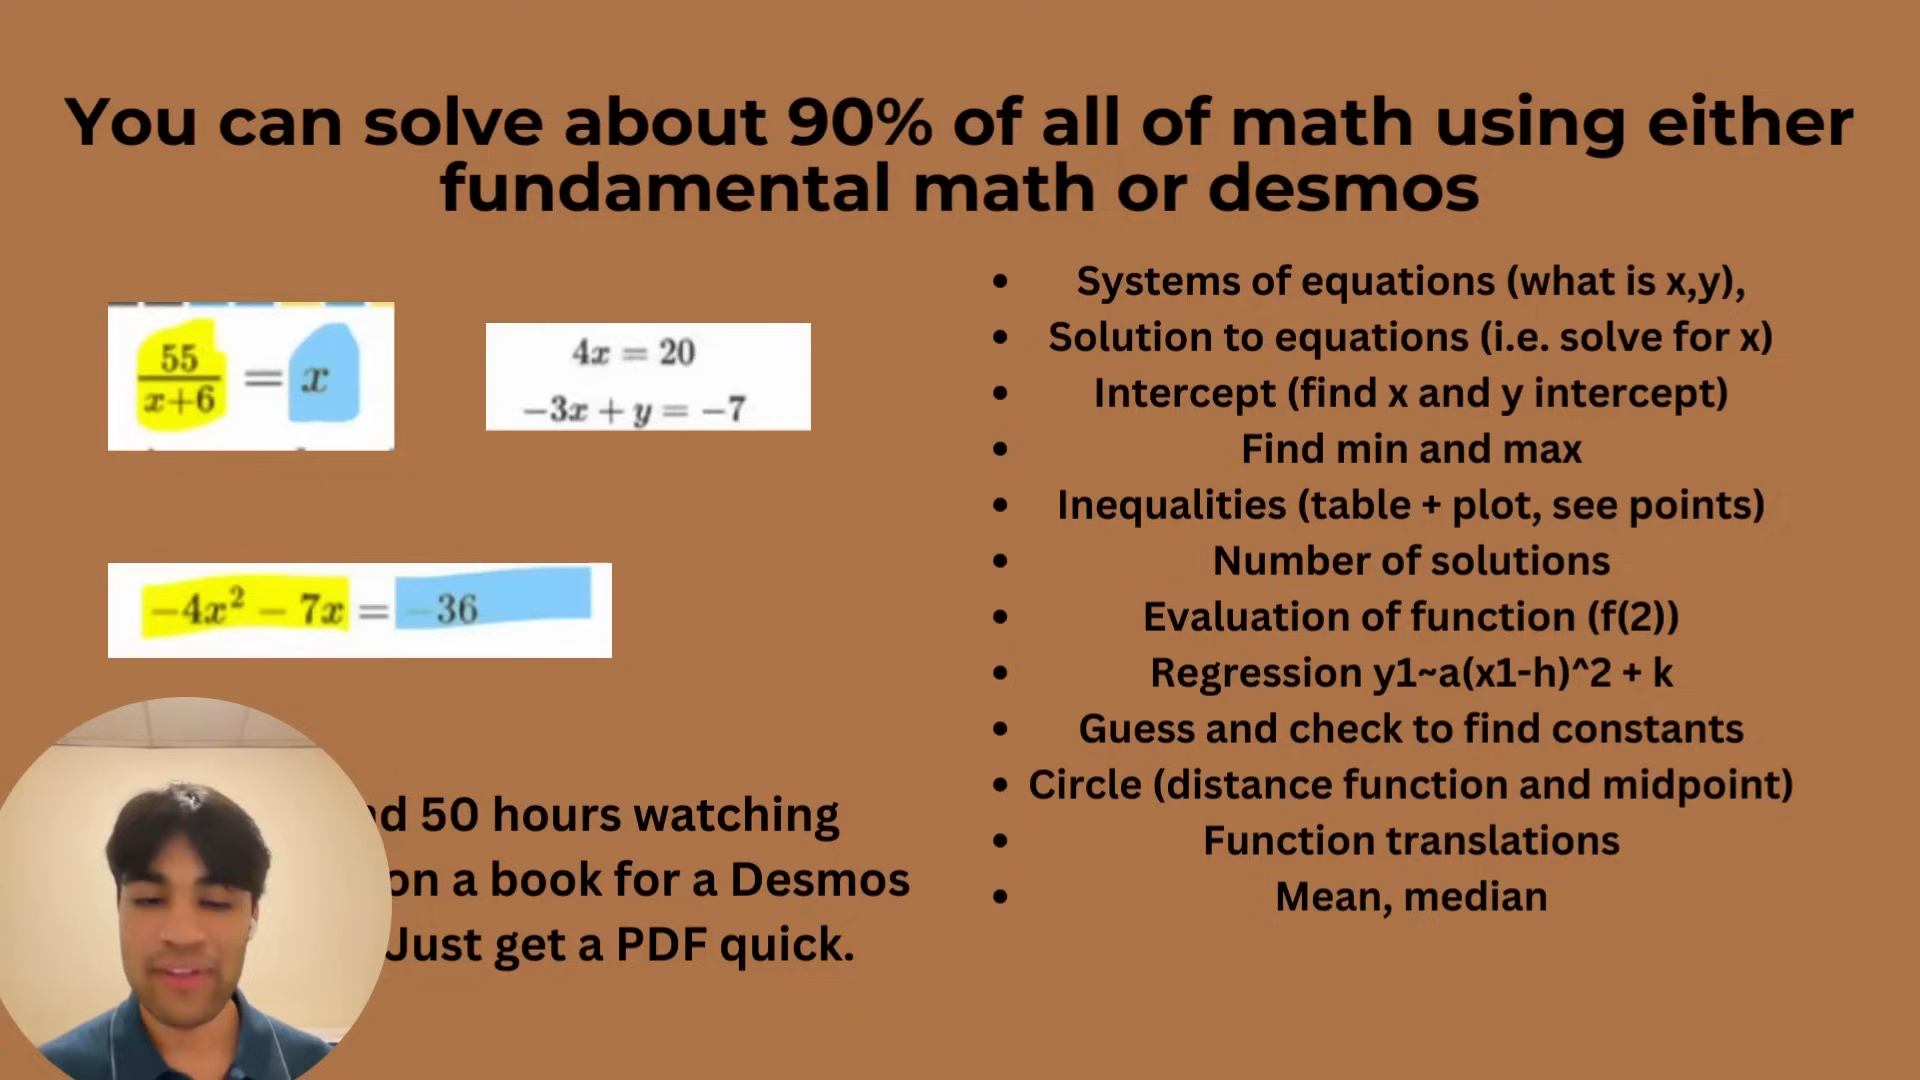 You can solve about 90% of all of math using either
fundamental math or desmos
55
x+6
= x
4x = 20
−3x + y = −7
−4x² − 7x = −36
50 hours watching
on a book for a Desmos
Just get a PDF quick.
• Systems of equations (what is x,y),
• Solution to equations (i.e. solve for x)
• Intercept (find x and y intercept)
• Find min and max
• Inequalities (table + plot, see points)
• Number of solutions
• Evaluation of function (f(2))
• Regression y1~a(x1-h)^2 + k
• Guess and check to find constants
• Circle (distance function and midpoint)
• Function translations
• Mean, median